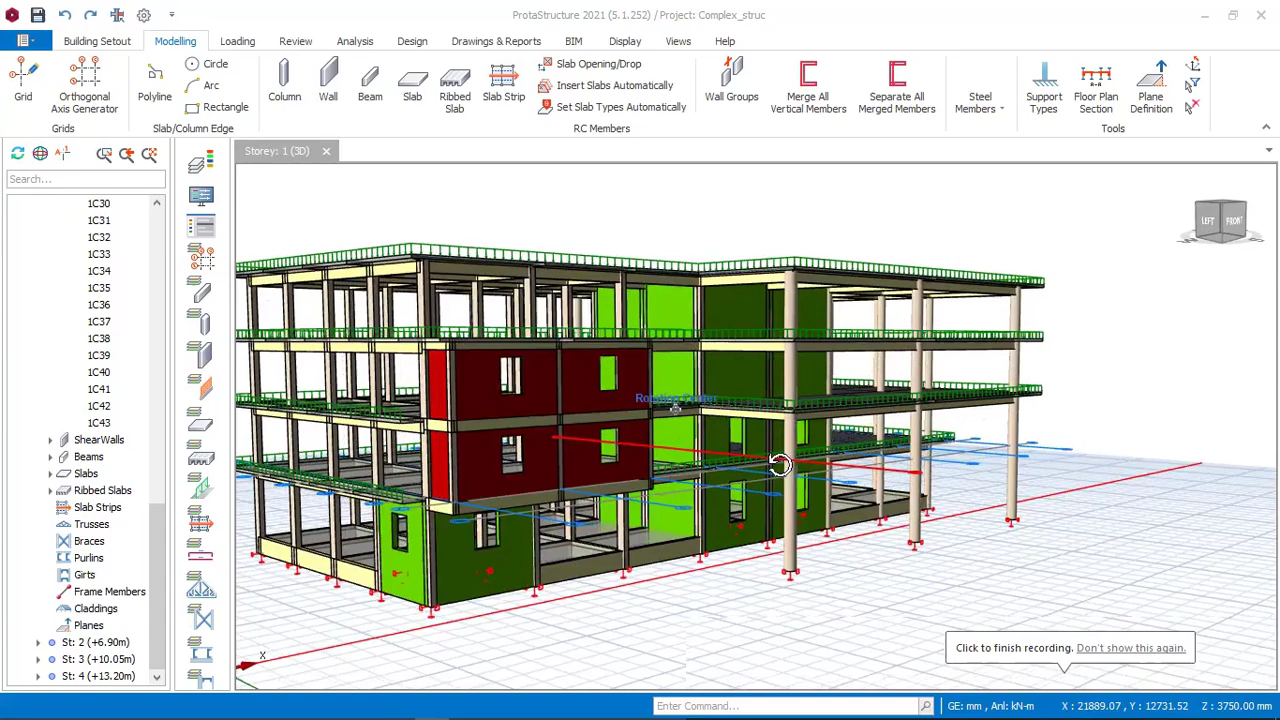 ProtaStructure 2021 (5.1.252) / Project: Complex_struc
Building Setout Modelling Loading Review Analysis Design Drawings & Reports BIM Display Views Help
Grid
Orthogonal
Axis Generator
Grids
Polyline
Circle
Arc
Rectangle
Slab/Column Edge
Column
Wall
Beam
Slab
Ribbed
Slab
Slab Strip
Slab Opening/Drop
Insert Slabs Automatically
Set Slab Types Automatically
RC Members
Wall Groups
Merge All
Vertical Members
Separate All
Merged Members
Steel
Members
Support
Types
Floor Plan
Section
Plane
Definition
Tools
Search...
Storey: 1 (3D)
1C30
1C31
1C32
1C33
1C34
1C35
1C36
1C37
1C38
1C39
1C40
1C41
1C42
1C43
ShearWalls
Beams
Slabs
Ribbed Slabs
Slab Strips
Trusses
Braces
Purlins
Girts
Frame Members
Claddings
Planes
St: 2 (+6.90m)
St: 3 (+10.05m)
St: 4 (+13.20m)
LEFT FRONT
X
Click to finish recording. Don't show this again.
Enter Command...
GE: mm , Anl: kN-m
X : 21889.07 , Y : 12731.52
Z : 3750.00 mm